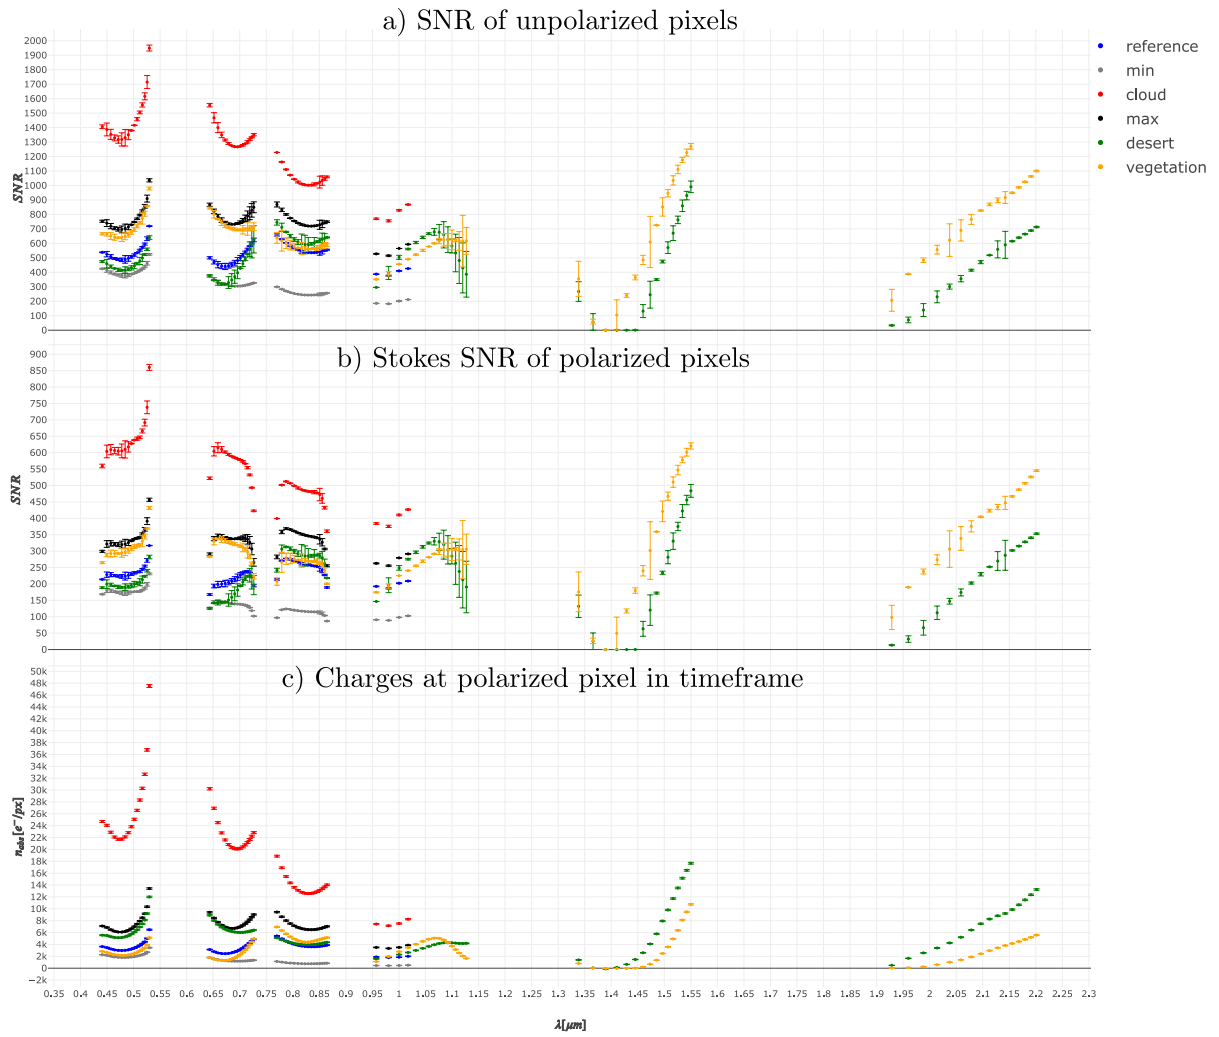 a) SNR of unpolarized pixels
2000
1900
1800
1700
1600
1500
1400
1300
1200
1100
1000
900
800
700
600
500
400
300
200
100
0
SNR
reference
min
cloud
max
desert
vegetation
b) Stokes SNR of polarized pixels
900
850
800
750
700
650
600
550
500
450
400
350
300
250
200
150
100
50
0
SNR
c) Charges at polarized pixel in timeframe
50k
48k
46k
44k
42k
40k
38k
36k
34k
32k
30k
28k
26k
24k
22k
20k
18k
16k
14k
12k
10k
8k
6k
4k
2k
0
−2k
n_abs[e⁻/px]
0.35 0.4 0.45 0.5 0.55 0.6 0.65 0.7 0.75 0.8 0.85 0.9 0.95 1 1.05 1.1 1.15 1.2 1.25 1.3 1.35 1.4 1.45 1.5 1.55 1.6 1.65 1.7 1.75 1.8 1.85 1.9 1.95 2 2.05 2.1 2.15 2.2 2.25 2.3
λ[μm]